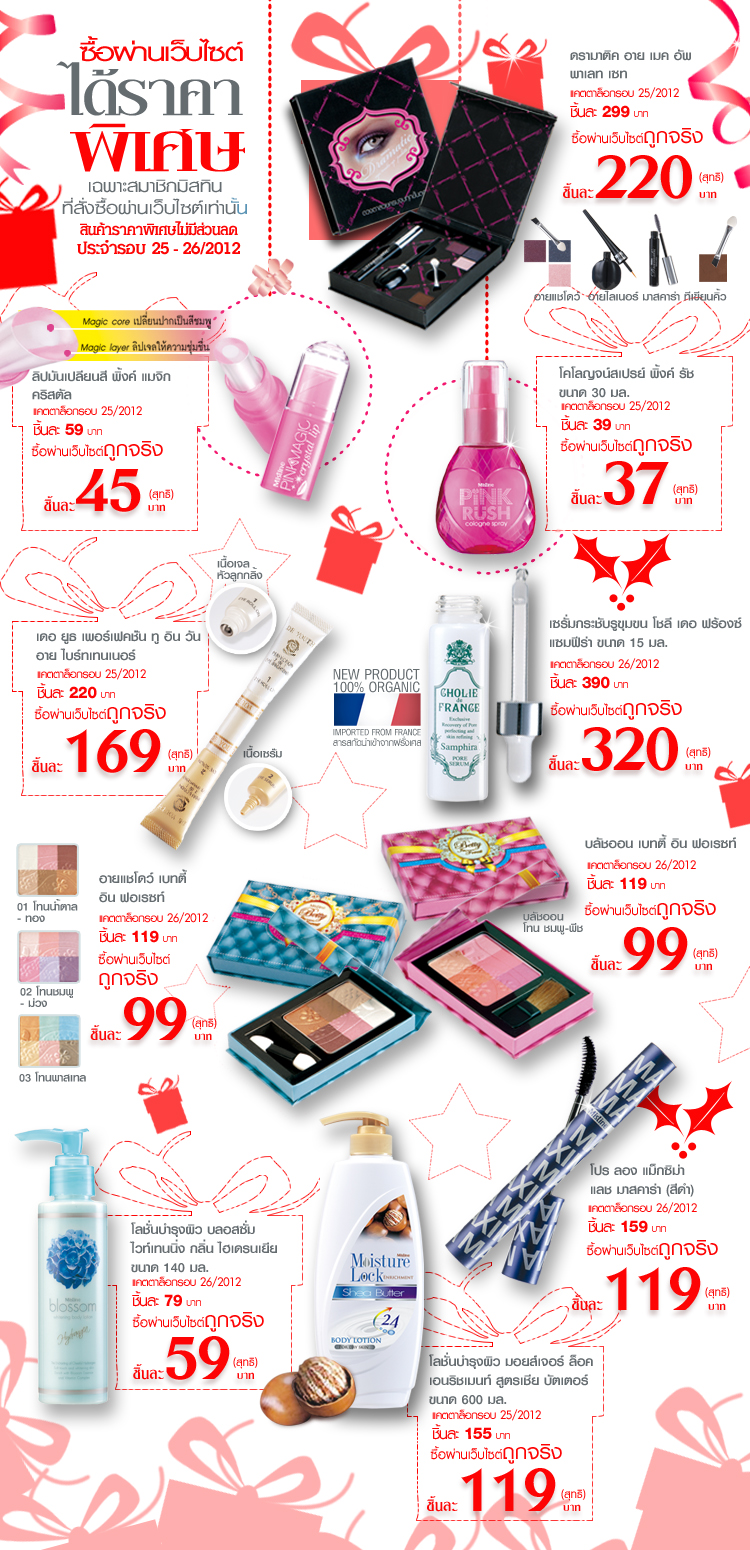 ซื้อผ่านเว็บไซต์
ได้ราคา
พิเศษ
เฉพาะสมาชิกมิสทิน
ที่สั่งซื้อผ่านเว็บไซต์เท่านั้น
สินค้าราคาพิเศษไม่มีส่วนลด
ประจำรอบ 25 - 26/2012
Dramatic
ดรามาติค อาย เมค อัพ
พาเลท เซท
แคตตาล็อกรอบ 25/2012
ชิ้นละ 299 บาท
ซื้อผ่านเว็บไซต์ถูกจริง
ชิ้นละ 220 (สุทธิ) บาท
อายแชโดว์ อายไลเนอร์ มาสคาร่า ที่เขียนคิ้ว
Magic core เปลี่ยนปากเป็นสีชมพู
Magic layer ลิปเจลให้ความชุ่มชื่น
ลิปมันเปลี่ยนสี พิ้งค์ แมจิก
คริสตัล
แคตตาล็อกรอบ 25/2012
ชิ้นละ 59 บาท
ซื้อผ่านเว็บไซต์ถูกจริง
ชิ้นละ 45 (สุทธิ) บาท
Mistine
PINK MAGIC
crystal lip
Mistine
PINK
RUSH
cologne spray
โคโลญจน์สเปรย์ พิ้งค์ รัช
ขนาด 30 มล.
แคตตาล็อกรอบ 25/2012
ชิ้นละ 39 บาท
ซื้อผ่านเว็บไซต์ถูกจริง
ชิ้นละ 37 (สุทธิ) บาท
เนื้อเจล
หัวลูกกลิ้ง
เดอ ยูธ เพอร์เฟคชั่น ทู อิน วัน
อาย ไบร์ทเทนเนอร์
แคตตาล็อกรอบ 25/2012
ชิ้นละ 220 บาท
ซื้อผ่านเว็บไซต์ถูกจริง
ชิ้นละ 169 (สุทธิ) บาท
เนื้อเซรั่ม
NEW PRODUCT
100% ORGANIC
IMPORTED FROM FRANCE
สารสกัดนำเข้าจากฝรั่งเศส
CHOLIE
de
FRANCE
Exclusive
Recovery of Pore
perfecting and
skin refining
Samphira
PORE
SERUM
เซรั่มกระชับรูขุมขน โชลี เดอ ฟร้องซ์
แซมฟีร่า ขนาด 15 มล.
แคตตาล็อกรอบ 26/2012
ชิ้นละ 390 บาท
ซื้อผ่านเว็บไซต์ถูกจริง
ชิ้นละ 320 (สุทธิ) บาท
01 โทนน้ำตาล
- ทอง
02 โทนชมพู
- ม่วง
03 โทนพาสเทล
อายแชโดว์ เบทตี้
อิน ฟอเรซท์
แคตตาล็อกรอบ 26/2012
ชิ้นละ 119 บาท
ซื้อผ่านเว็บไซต์
ถูกจริง
ชิ้นละ 99 (สุทธิ) บาท
Betty
Betty
บลัชออน
โทน ชมพู-พีช
บลัชออน เบทตี้ อิน ฟอเรซท์
แคตตาล็อกรอบ 26/2012
ชิ้นละ 119 บาท
ซื้อผ่านเว็บไซต์ถูกจริง
ชิ้นละ 99 (สุทธิ) บาท
โปร ลอง แม็กซิม่า
แลช มาสคาร่า (สีดำ)
แคตตาล็อกรอบ 26/2012
ชิ้นละ 159 บาท
ซื้อผ่านเว็บไซต์ถูกจริง
ชิ้นละ 119 (สุทธิ) บาท
blossom
โลชั่นบำรุงผิว บลอสซั่ม
ไวท์เทนนิ่ง กลิ่น ไฮเดรนเยีย
ขนาด 140 มล.
แคตตาล็อกรอบ 26/2012
ชิ้นละ 79 บาท
ซื้อผ่านเว็บไซต์ถูกจริง
ชิ้นละ 59 (สุทธิ) บาท
Mistine
Moisture
Lock
ENRICHMENT
Shea Butter
24
BODY LOTION
โลชั่นบำรุงผิว มอยส์เจอร์ ล็อค
เอนริชเมนท์ สูตรเชีย บัตเตอร์
ขนาด 600 มล.
แคตตาล็อกรอบ 25/2012
ชิ้นละ 155 บาท
ซื้อผ่านเว็บไซต์ถูกจริง
ชิ้นละ 119 (สุทธิ) บาท